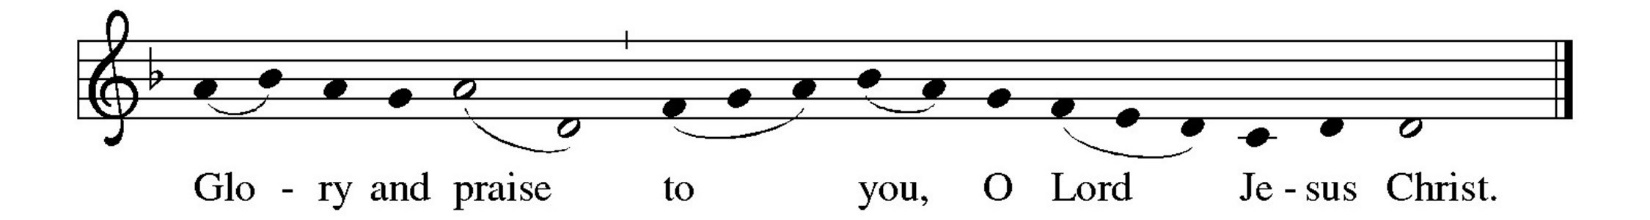 Glo - ry and praise to you, O Lord Je - sus Christ.